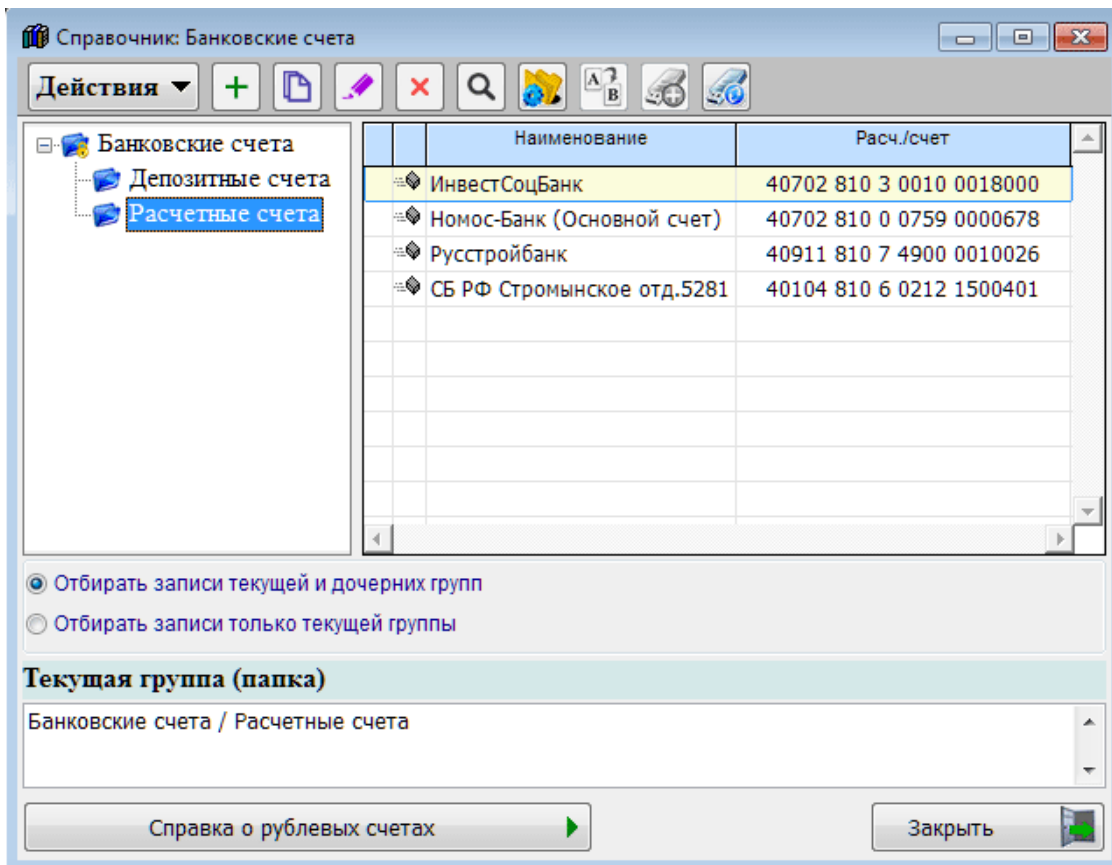 Справочник: Банковские счета
Действия
Банковские счета
Депозитные счета
Расчетные счета
Наименование Расч./счет
ИнвестСоцБанк 40702 810 3 0010 0018000
Номос-Банк (Основной счет) 40702 810 0 0759 0000678
Русстройбанк 40911 810 7 4900 0010026
СБ РФ Стромынское отд.5281 40104 810 6 0212 1500401
Отбирать записи текущей и дочерних групп
Отбирать записи только текущей группы
Текущая группа (папка)
Банковские счета / Расчетные счета
Справка о рублевых счетах
Закрыть